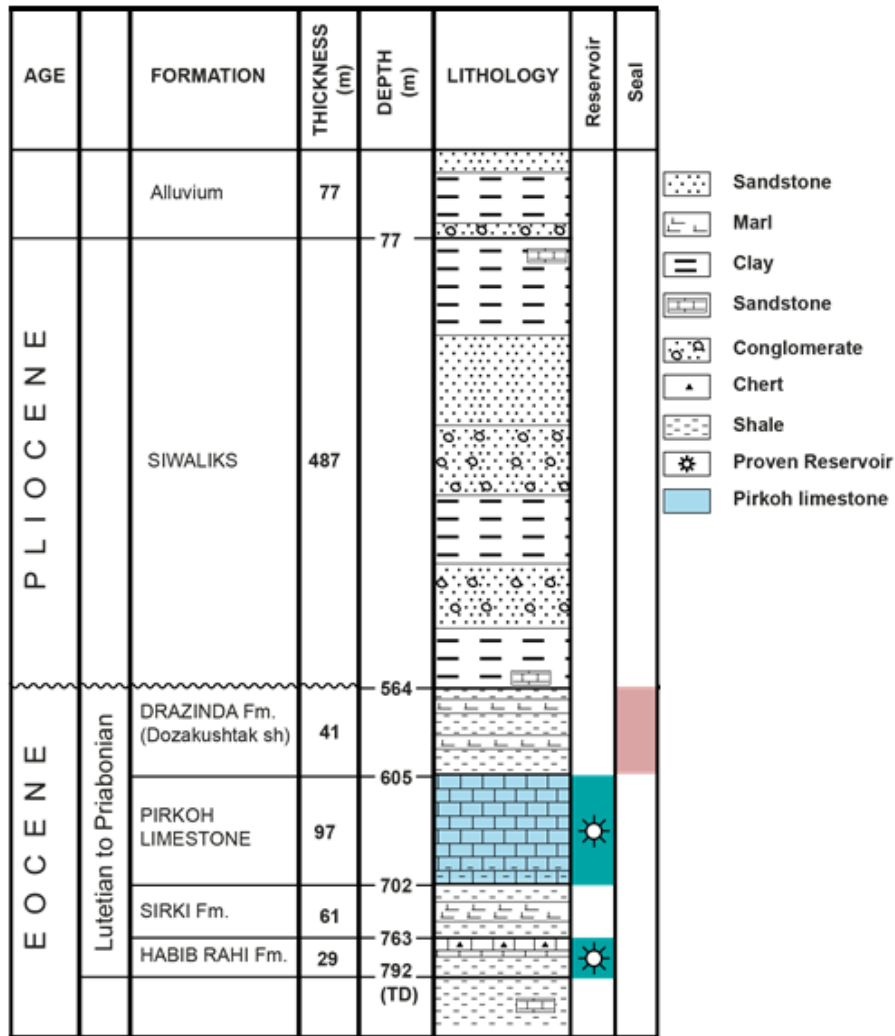 AGE
FORMATION
THICKNESS
(m)
DEPTH
(m)
LITHOLOGY
Reservoir
Seal
Alluvium
77
77
PLIOCENE
SIWALIKS
487
564
EOCENE
Lutetian to Priabonian
DRAZINDA Fm.
(Dozakushtak sh)
41
605
PIRKOH
LIMESTONE
97
702
SIRKI Fm.
61
763
HABIB RAHI Fm.
29
792
(TD)
Sandstone
Marl
Clay
Sandstone
Conglomerate
Chert
Shale
Proven Reservoir
Pirkoh limestone